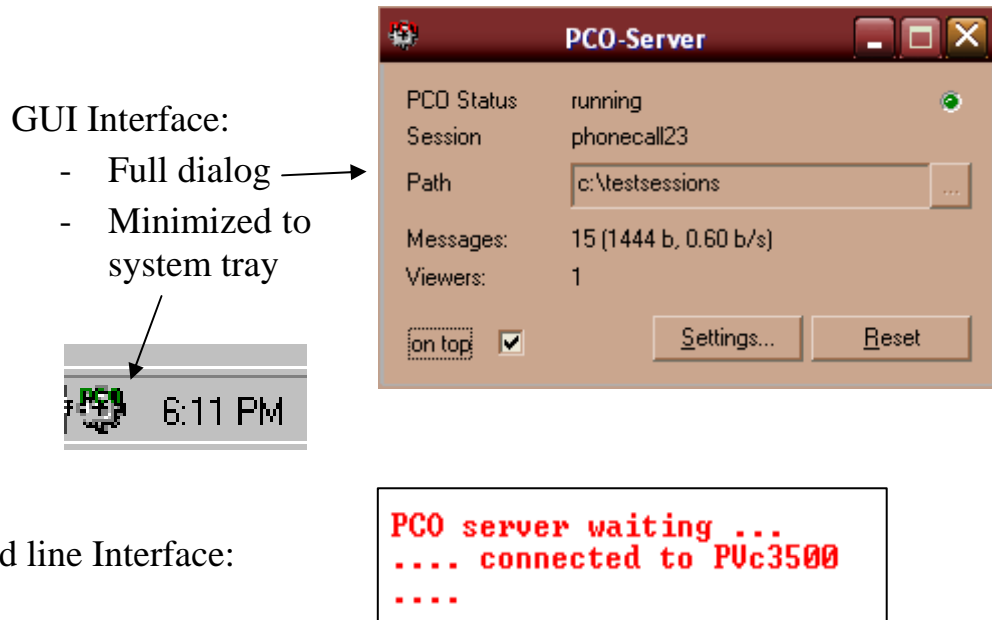 PCO-Server
PCO Status running
Session phonecall23
Path c:\testsessions ...
Messages: 15 (1444 b, 0.60 b/s)
Viewers: 1
on top Settings... Reset
GUI Interface:
- Full dialog
- Minimized to
system tray
PCO 6:11 PM
d line Interface:
PCO server waiting ...
.... connected to PVc3500
....